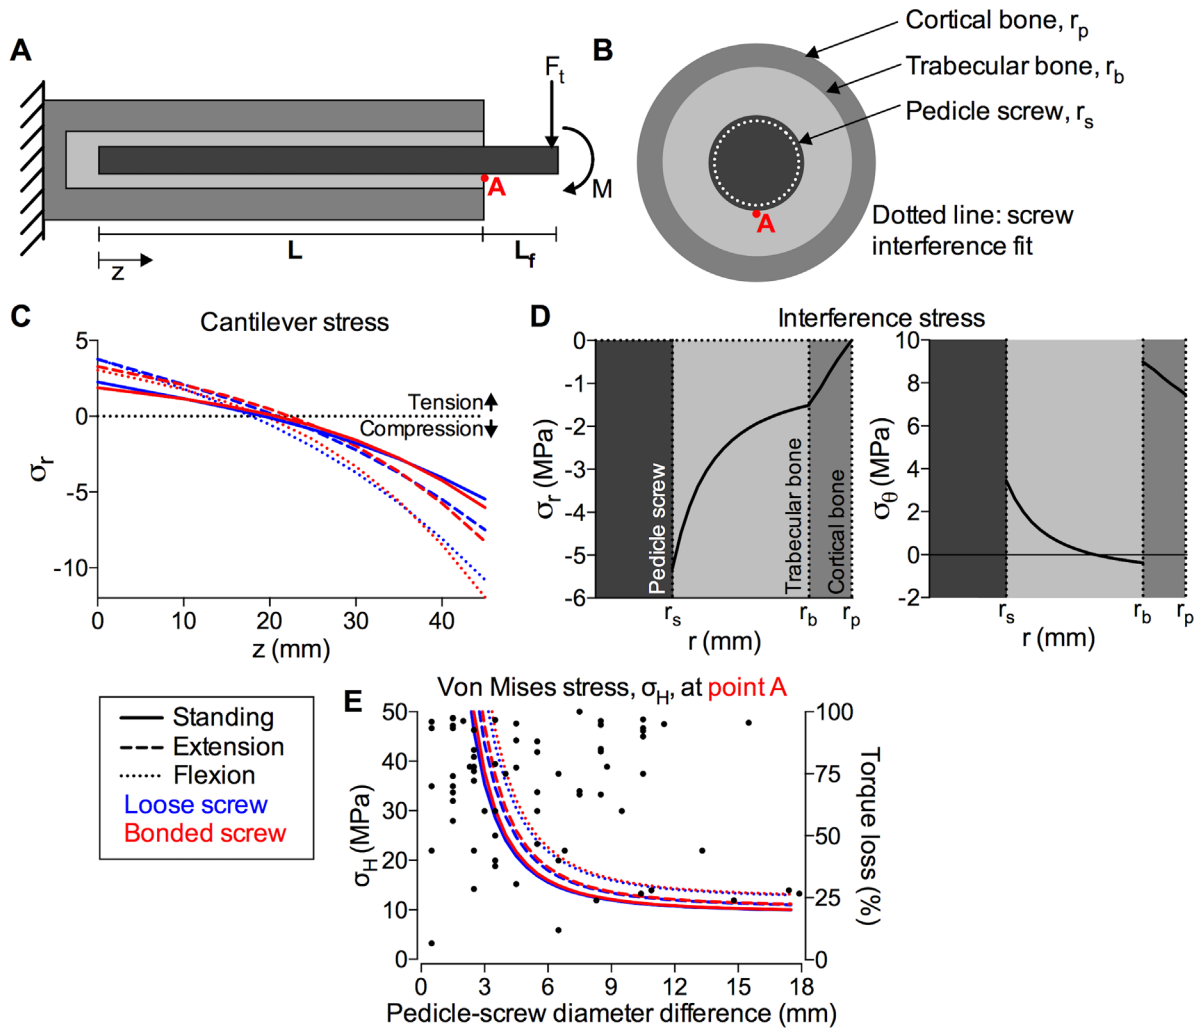 A
F_t
A
M
L
L_f
z
B
Cortical bone, r_p
Trabecular bone, r_b
Pedicle screw, r_s
A
Dotted line: screw
interference fit
C
Cantilever stress
5
0
-5
-10
σ_r
Tension
Compression
0
10
20
30
40
z (mm)
D
Interference stress
0
-1
-2
-3
-4
-5
-6
σ_r (MPa)
Pedicle screw
Trabecular bone
Cortical bone
r_s
r_b
r_p
r (mm)
10
8
6
4
2
0
-2
σ_θ (MPa)
r_s
r_b
r_p
r (mm)
Standing
Extension
Flexion
Loose screw
Bonded screw
E
Von Mises stress, σ_H, at point A
50
40
30
20
10
0
σ_H (MPa)
100
75
50
25
0
Torque loss (%)
0
3
6
9
12
15
18
Pedicle-screw diameter difference (mm)